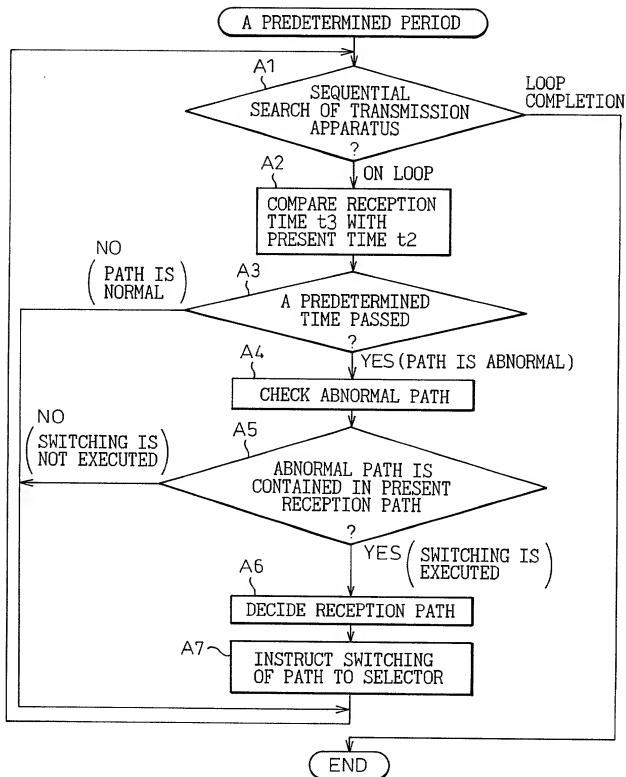 A PREDETERMINED PERIOD
A1
SEQUENTIAL
SEARCH OF TRANSMISSION
APPARATUS
?
LOOP
COMPLETION
ON LOOP
A2
COMPARE RECEPTION
TIME t3 WITH
PRESENT TIME t2
NO
(PATH IS
NORMAL)
A3
A PREDETERMINED
TIME PASSED
?
YES (PATH IS ABNORMAL)
A4
CHECK ABNORMAL PATH
NO
(SWITCHING IS
NOT EXECUTED)
A5
ABNORMAL PATH IS
CONTAINED IN PRESENT
RECEPTION PATH
?
YES (SWITCHING IS
EXECUTED)
A6
DECIDE RECEPTION PATH
A7
INSTRUCT SWITCHING
OF PATH TO SELECTOR
END